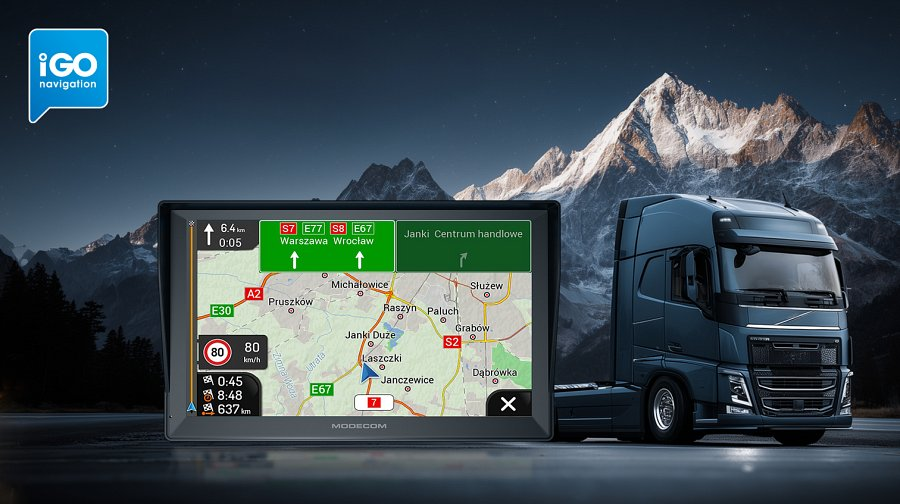 iGO
navigation
6.4 km
0:05
S7 E77 S8 E67
Warszawa Wrocław
Janki Centrum handlowe
Michałowice
Służew
A2
Pruszków
E30
Raszyn
Paluch
Grabów
Janki Duże
S2
80
80
km/h
Laszczki
Utrata
Dąbrówka
Janczewice
0:45
8:48
637 km
E67
7
MODECOM